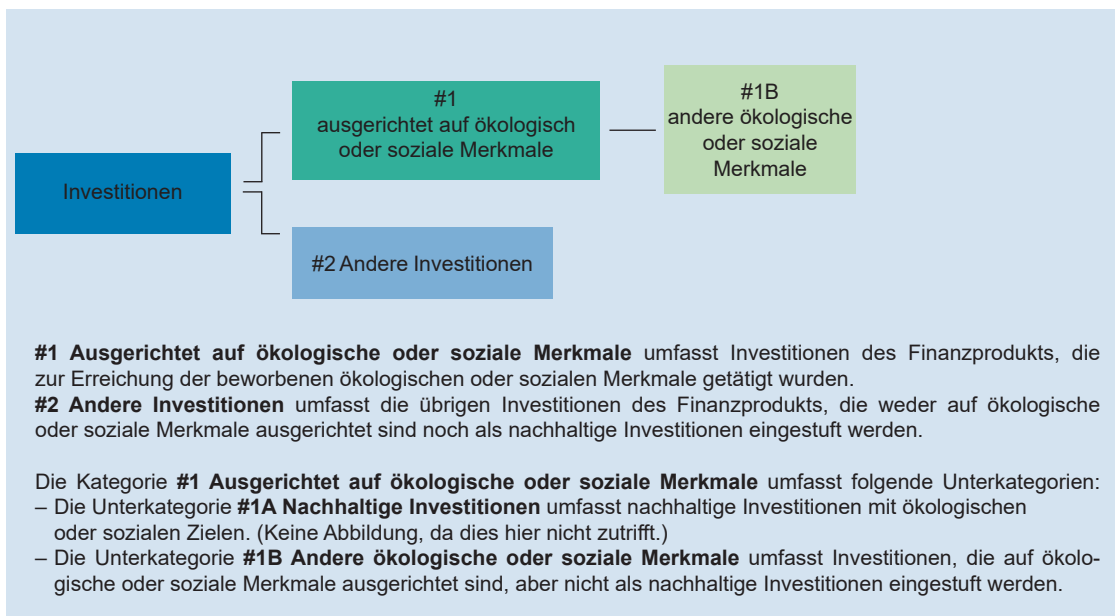 #1
ausgerichtet auf ökologisch
oder soziale Merkmale
#1B
andere ökologische
oder soziale
Merkmale
Investitionen
#2 Andere Investitionen
#1 Ausgerichtet auf ökologische oder soziale Merkmale umfasst Investitionen des Finanzprodukts, die
zur Erreichung der beworbenen ökologischen oder sozialen Merkmale getätigt wurden.
#2 Andere Investitionen umfasst die übrigen Investitionen des Finanzprodukts, die weder auf ökologische
oder soziale Merkmale ausgerichtet sind noch als nachhaltige Investitionen eingestuft werden.
Die Kategorie #1 Ausgerichtet auf ökologische oder soziale Merkmale umfasst folgende Unterkategorien:
– Die Unterkategorie #1A Nachhaltige Investitionen umfasst nachhaltige Investitionen mit ökologischen
oder sozialen Zielen. (Keine Abbildung, da dies hier nicht zutrifft.)
– Die Unterkategorie #1B Andere ökologische oder soziale Merkmale umfasst Investitionen, die auf ökolo-
gische oder soziale Merkmale ausgerichtet sind, aber nicht als nachhaltige Investitionen eingestuft werden.